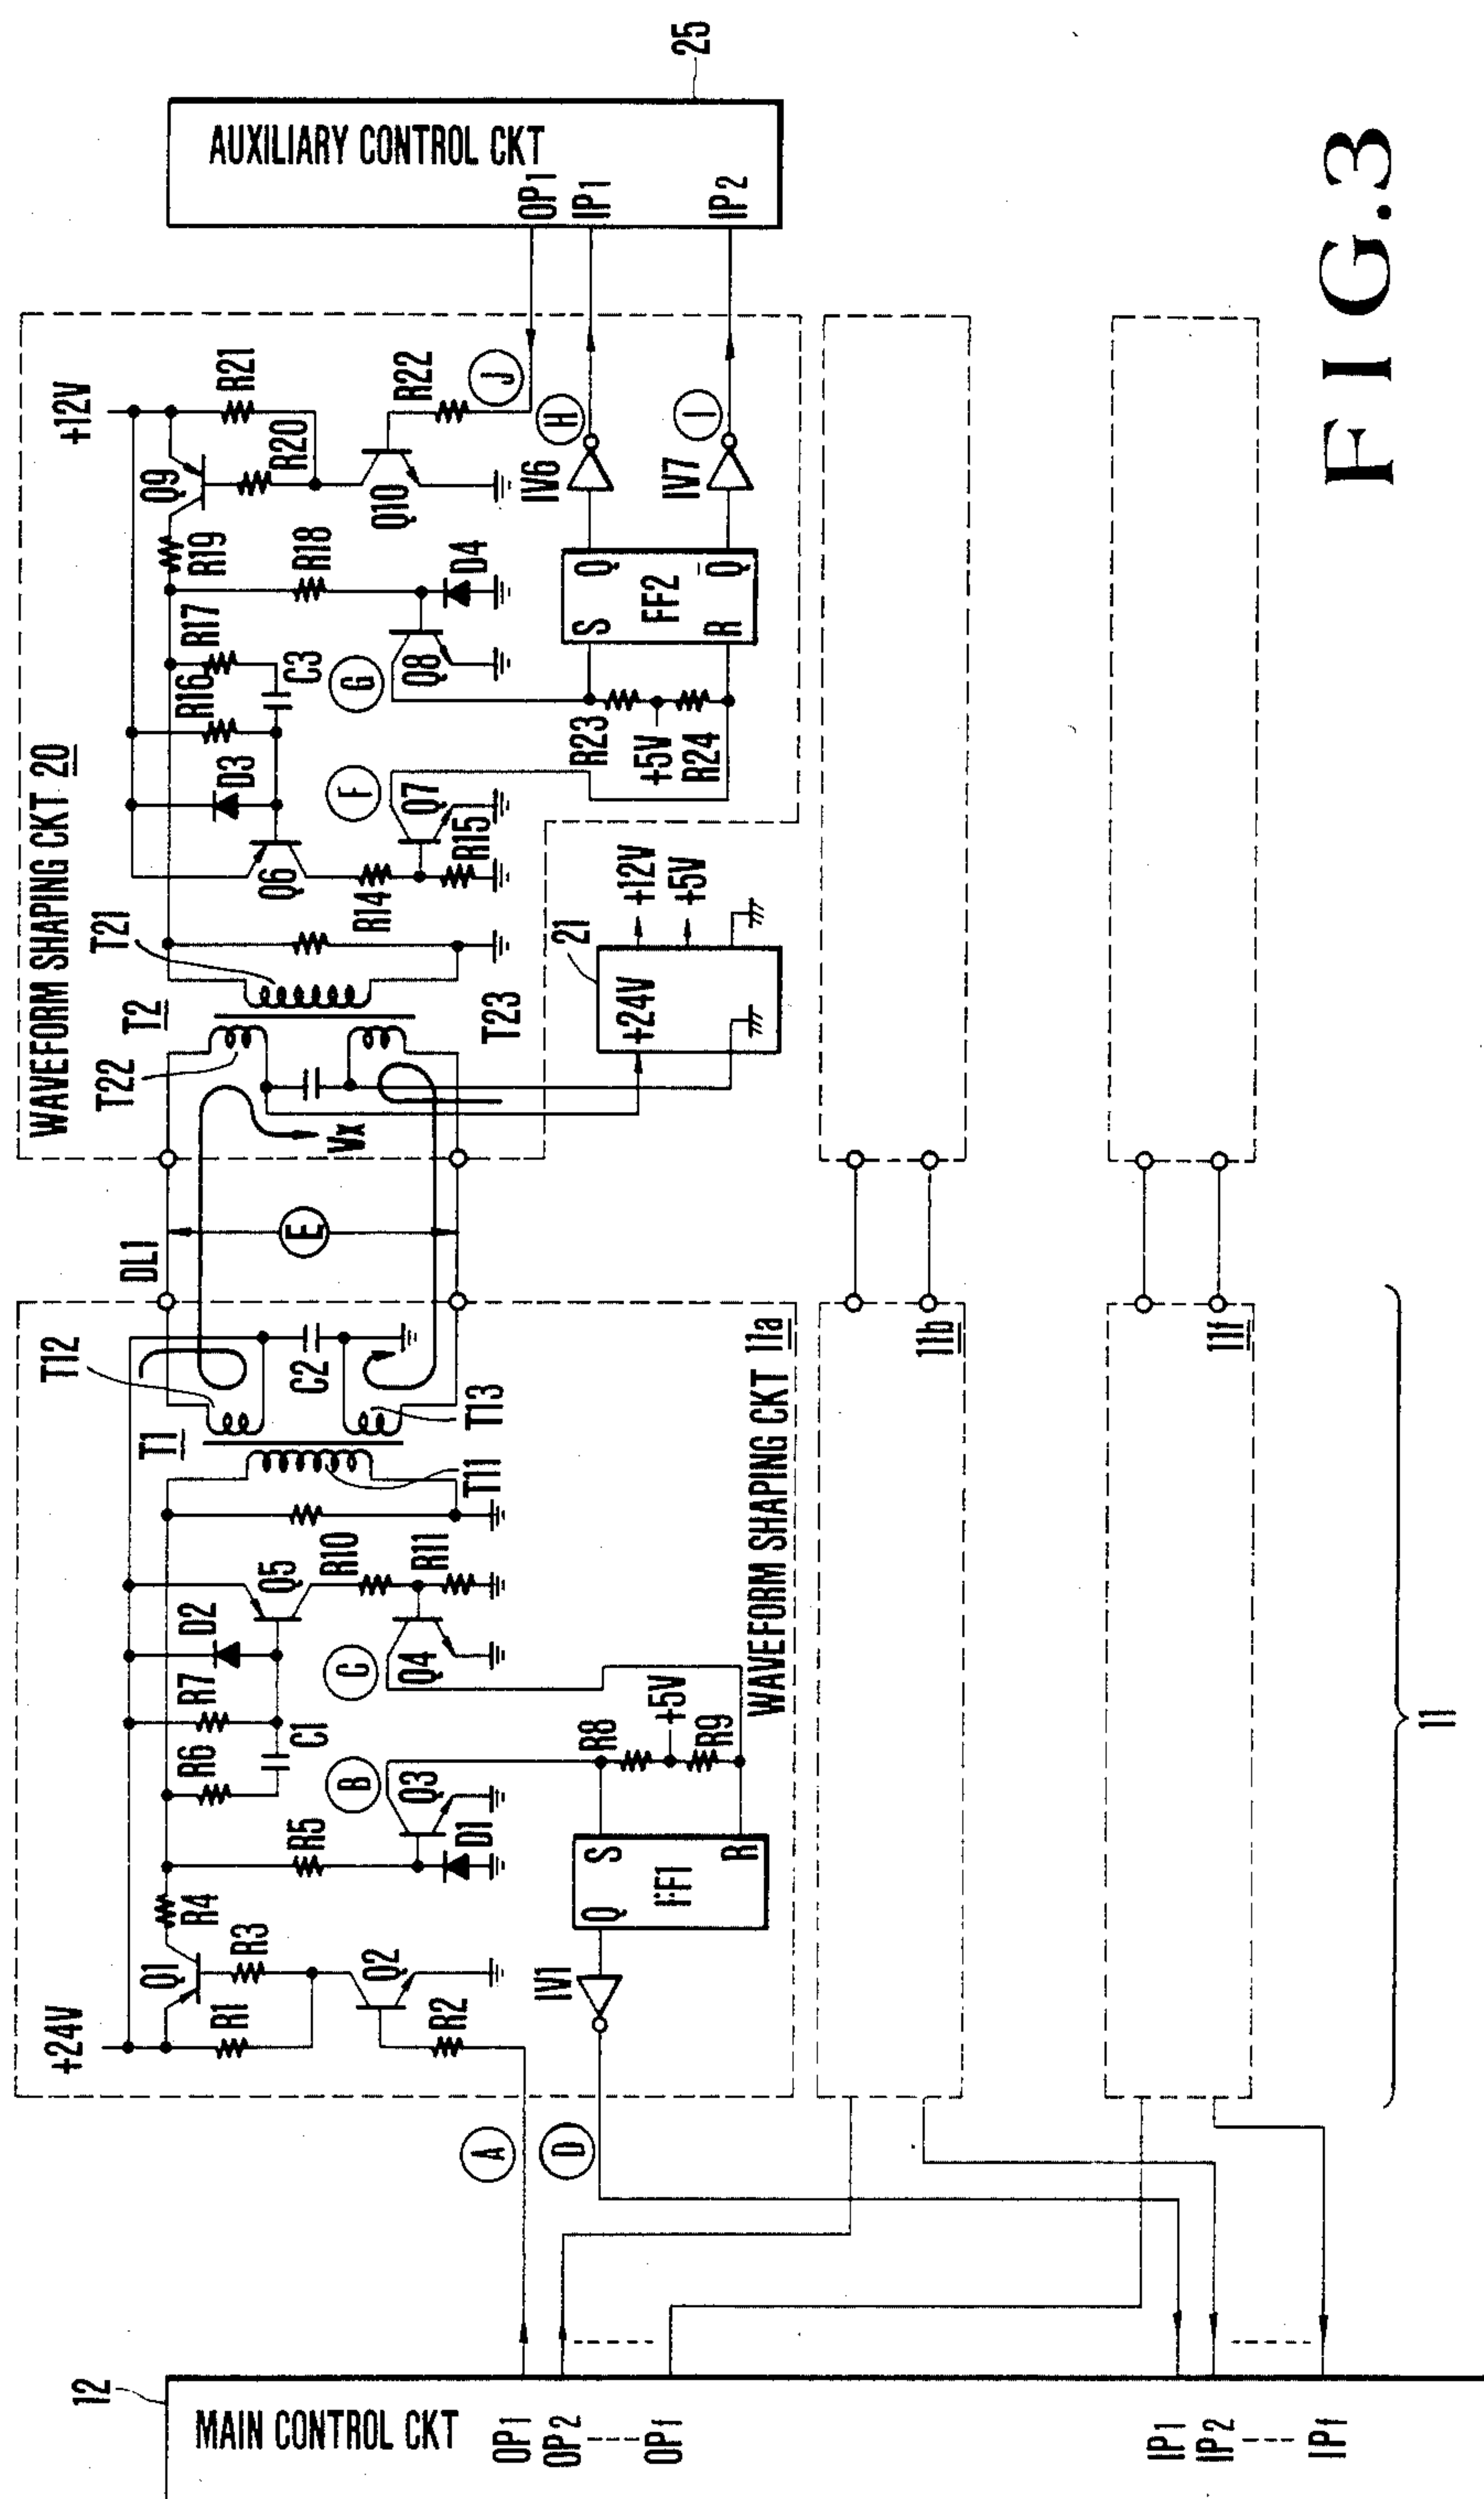 FIG.3
12
MAIN CONTROL CKT
OP1
OP2
OPf
IP1
IP2
IPf
A
D
+24V
Q1
R1
R3
R4
Q2
R2
IV1
Q
S
FF1
R
R5
D1
R6
R7
C1
D2
B
Q3
C
Q4
Q5
R10
R11
R8
+5V
R9
T1
T11
T12
T13
C2
WAVEFORM SHAPING CKT 11a
11b
11f
11
DL1
E
Vx
WAVEFORM SHAPING CKT 20
T2
T22
T21
T23
21
+24V
+12V
+5V
Q6
D3
R14
R15
R16
R17
C3
F
Q7
G
Q8
R18
D4
R19
Q9
R20
R21
+12V
Q10
R22
J
R23
+5V
R24
S
Q
FF2
R
Q
IV6
H
IV7
I
AUXILIARY CONTROL CKT
OP1
IP1
IP2
25